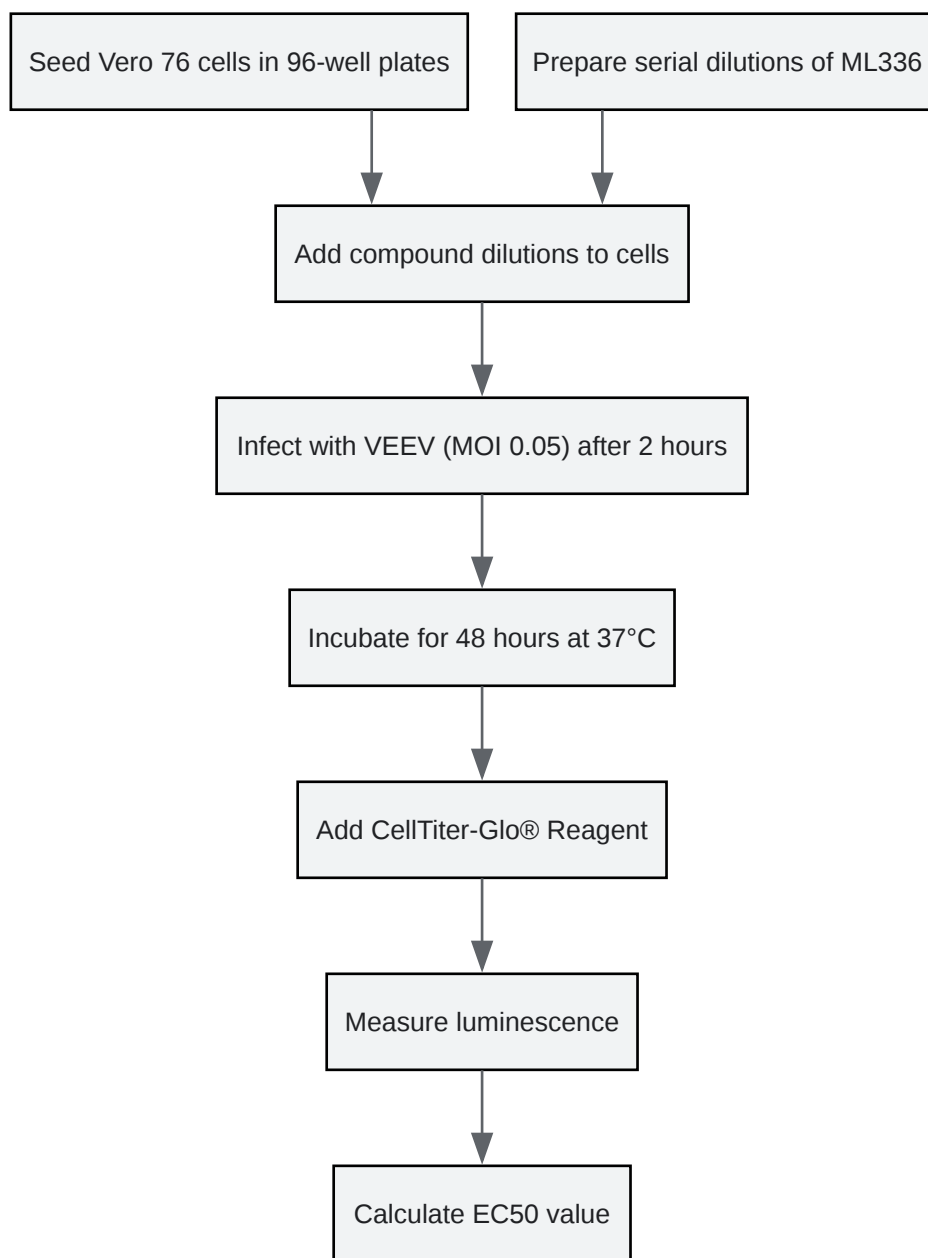 Seed Vero 76 cells in 96-well plates
Prepare serial dilutions of ML336
Add compound dilutions to cells
Infect with VEEV (MOI 0.05) after 2 hours
Incubate for 48 hours at 37°C
Add CellTiter-Glo® Reagent
Measure luminescence
Calculate EC50 value